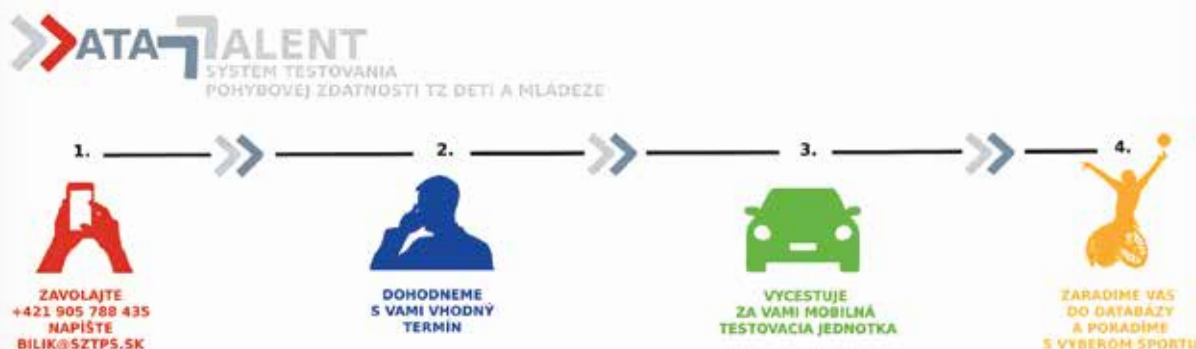 DATA TALENT
SYSTÉM TESTOVANIA
POHYBOVEJ ZDATNOSTI TZ DETÍ A MLÁDEŽE
1.
2.
3.
4.
ZAVOLAJTE
+421 905 788 435
NAPÍŠTE
BILIK@SZTPS.SK
DOHODNEME
S VAMI VHODNÝ
TERMÍN
VYCESTUJE
ZA VAMI MOBILNÁ
TESTOVACIA JEDNOTKA
ZARADÍME VÁS
DO DATABÁZY
A PORADÍME
S VÝBEROM ŠPORTU